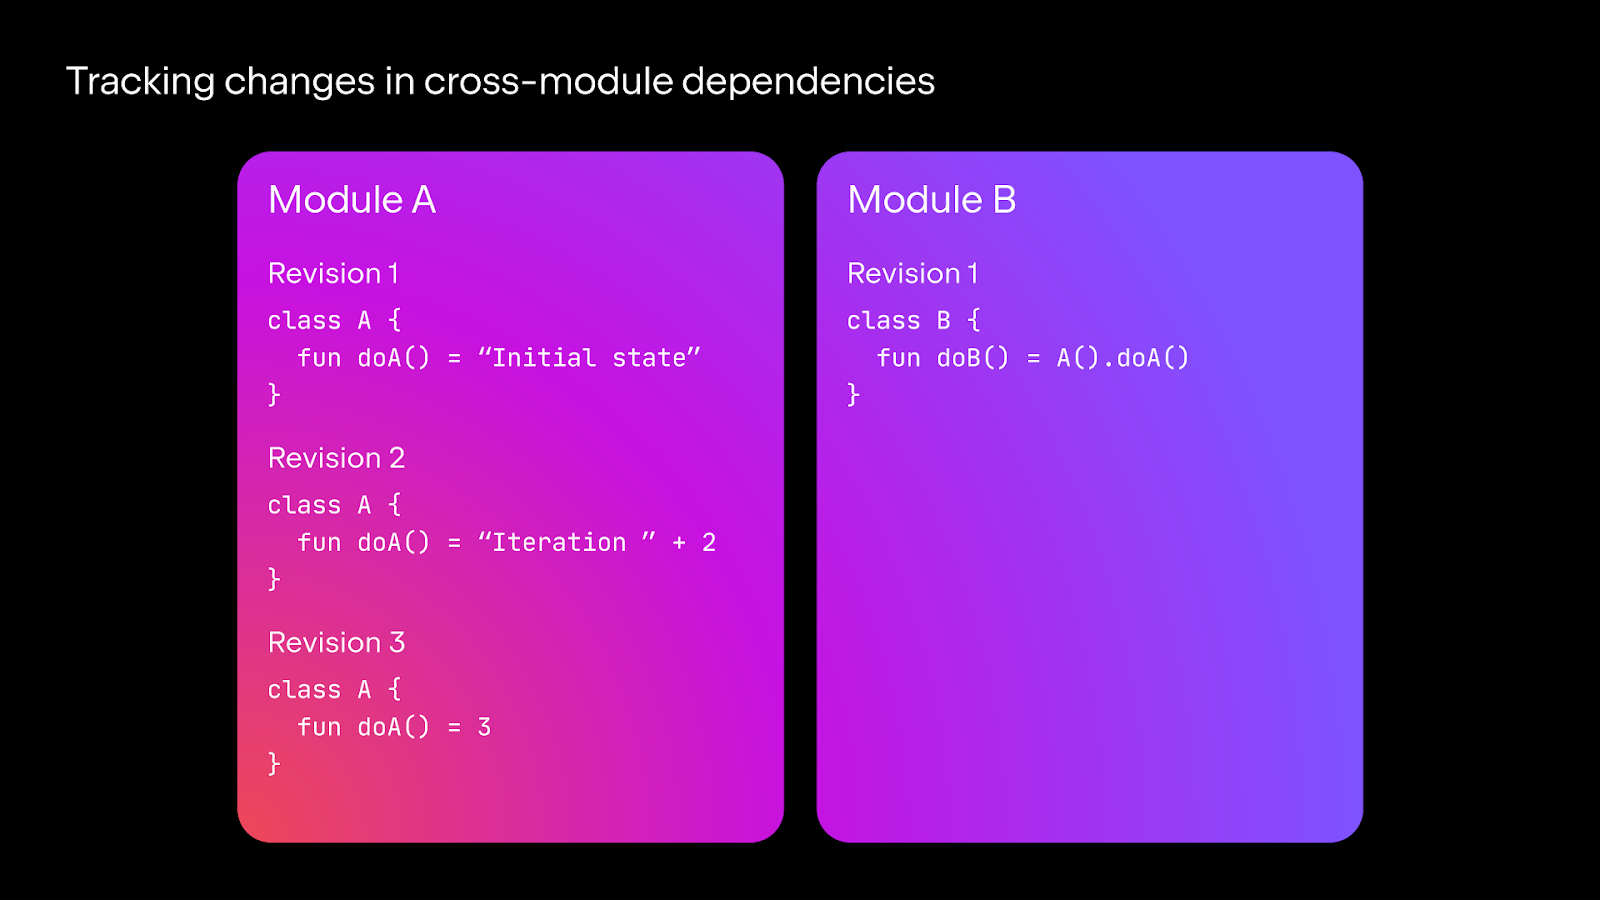 Tracking changes in cross-module dependencies
Module A
Revision 1
class A {
  fun doA() = “Initial state”
}
Revision 2
class A {
  fun doA() = “Iteration ” + 2
}
Revision 3
class A {
  fun doA() = 3
}
Module B
Revision 1
class B {
  fun doB() = A().doA()
}